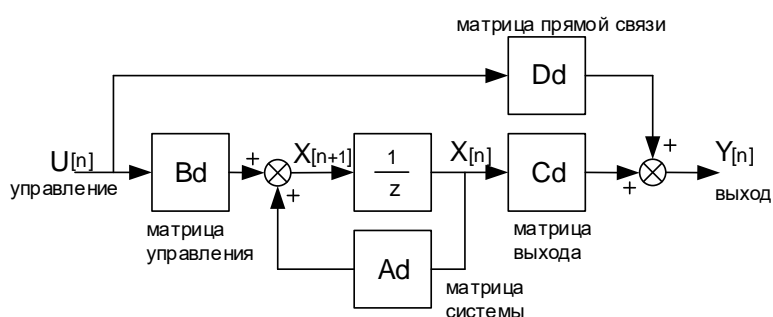 матрица прямой связи
Dd
U[n]
управление
Bd
матрица
управления
+
+
X[n+1]
1
z
X[n]
Ad
матрица
системы
Cd
матрица
выхода
+
+
Y[n]
выход